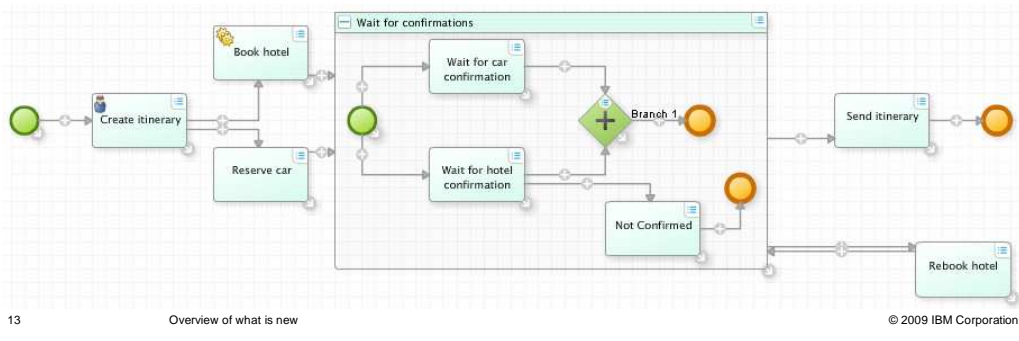 Wait for confirmations
Book hotel
Wait for car
confirmation
Create itinerary
Branch 1
Send itinerary
Reserve car
Wait for hotel
confirmation
Not Confirmed
Rebook hotel
13
Overview of what is new
© 2009 IBM Corporation